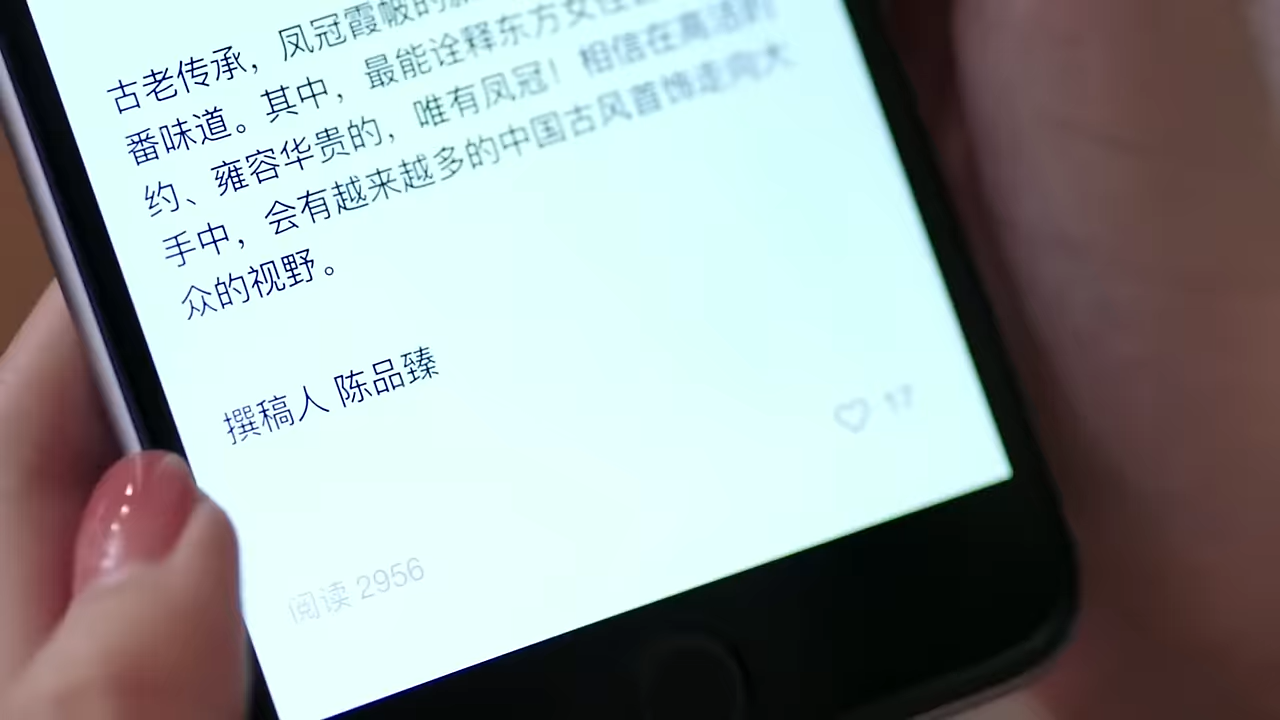 古老传承，凤冠霞帔的
番味道。其中，最能诠释东方女性
约、雍容华贵的，唯有凤冠！相信在高洁的
手中，会有越来越多的中国古风首饰走向大
众的视野。
撰稿人 陈品臻
17
阅读 2956